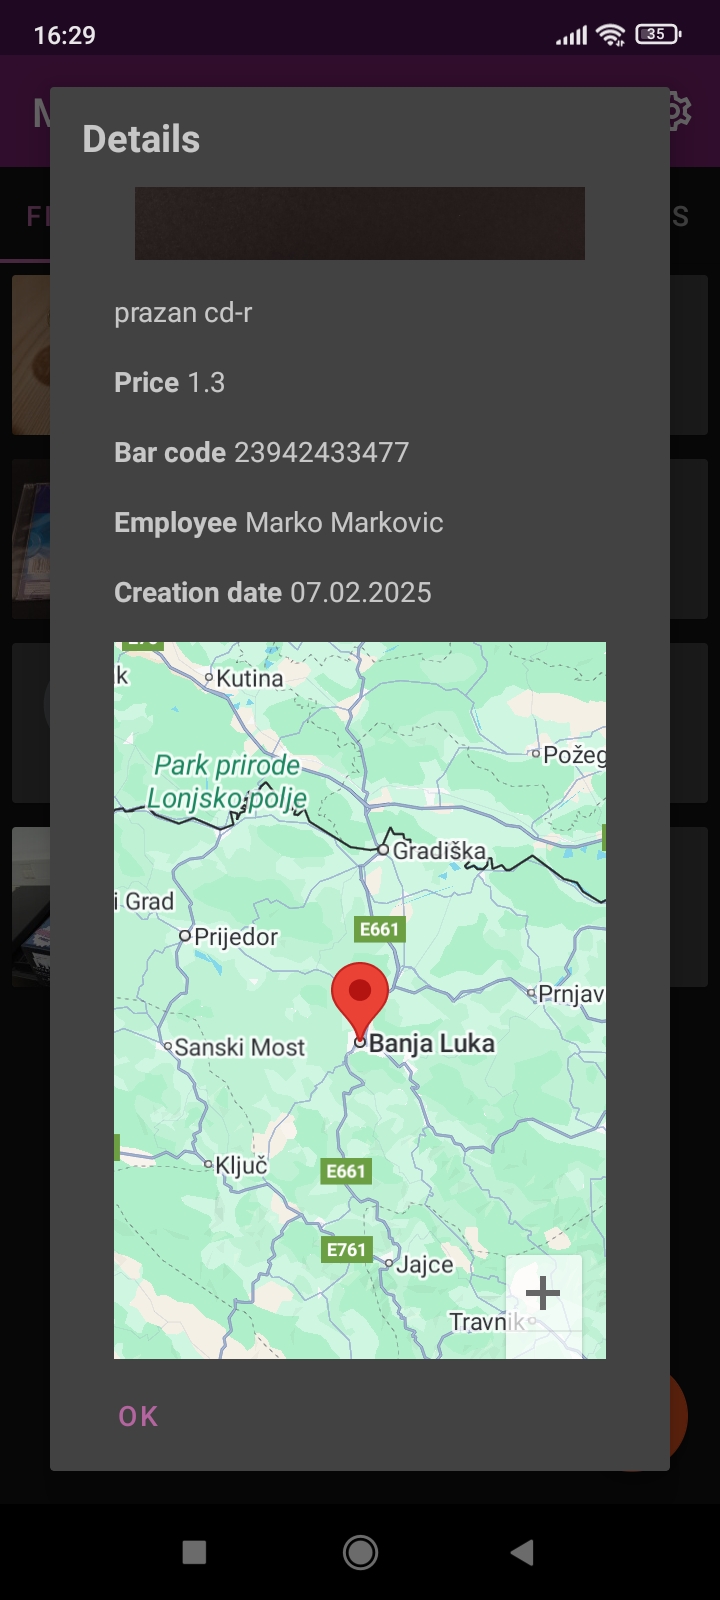 16:29
35
Details
prazan cd-r
Price 1.3
Bar code 23942433477
Employee Marko Markovic
Creation date 07.02.2025
Kutina
Park prirode
Lonjsko polje
Požeg
Gradiška
i Grad
E661
Prijedor
Prnjav
Banja Luka
Sanski Most
Ključ
E661
E761
Jajce
Travnik
OK